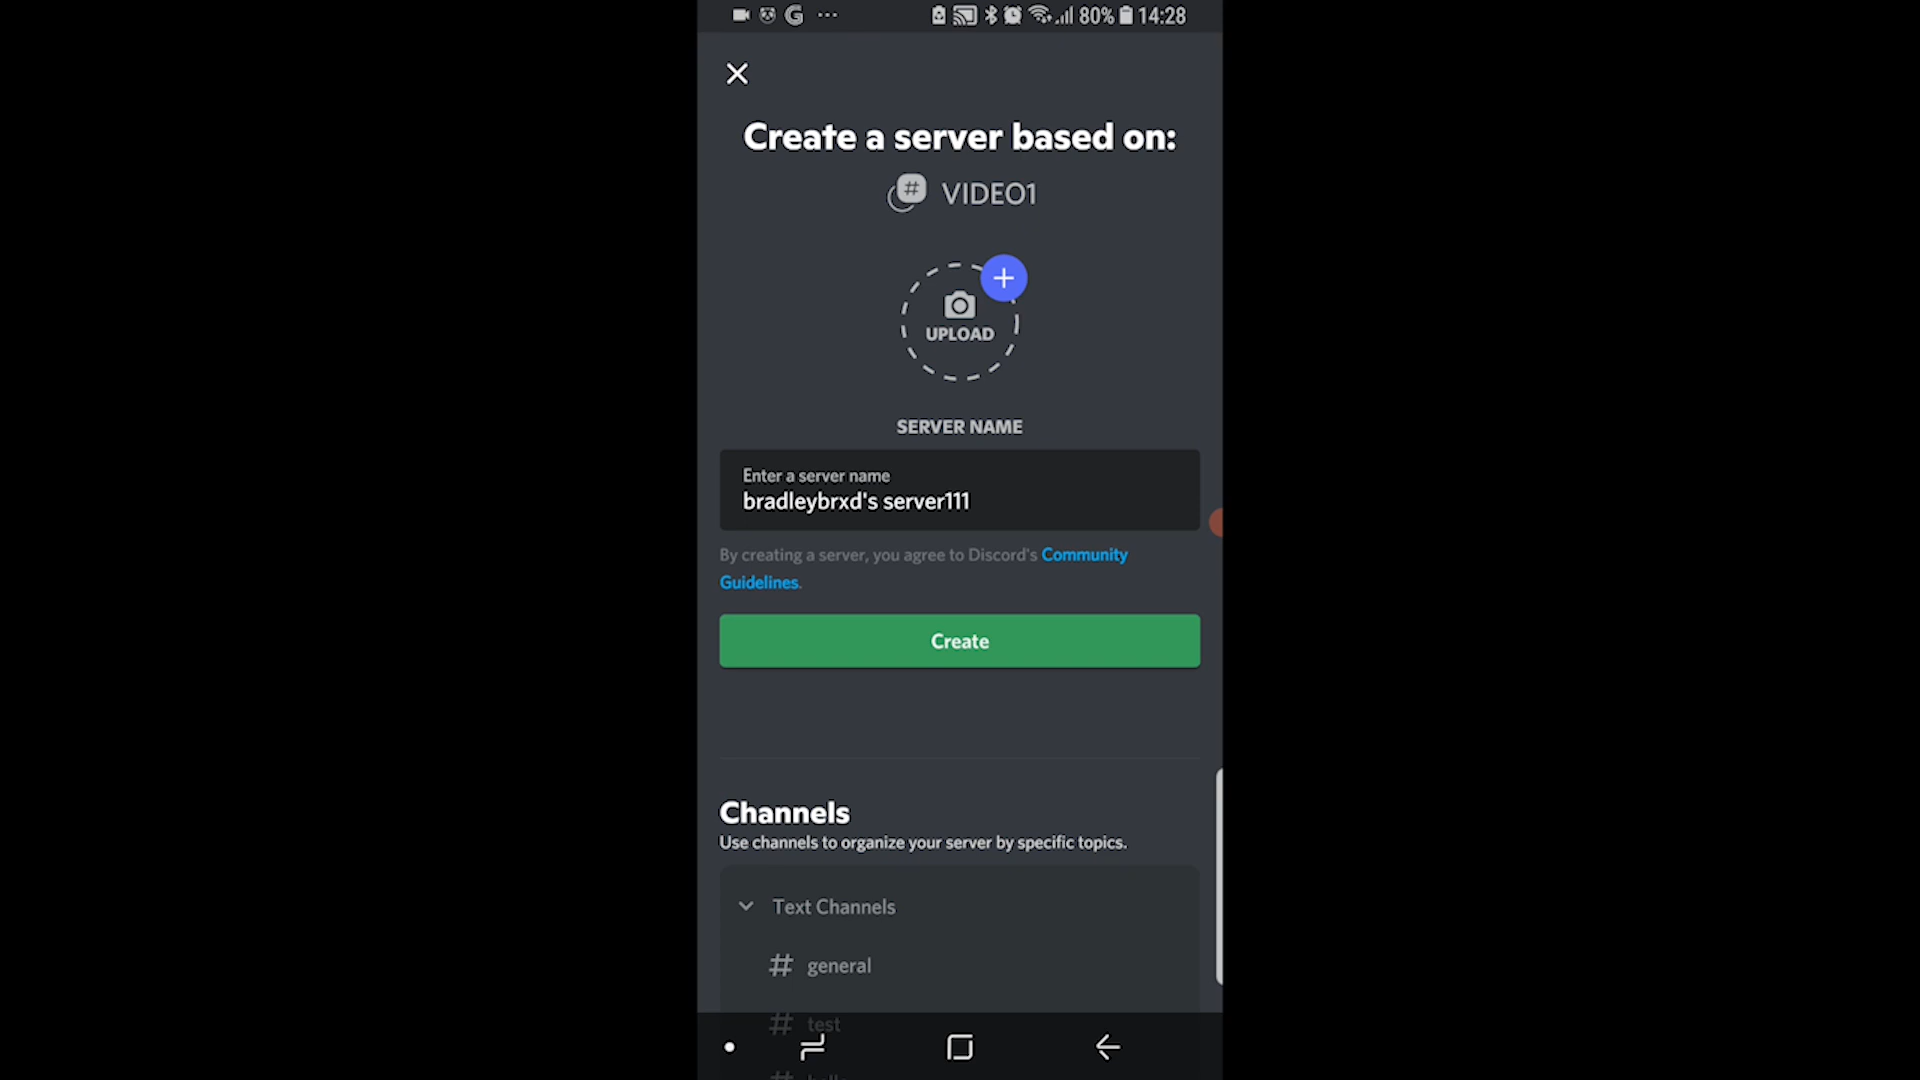 80% 14:28
Create a server based on:
# VIDEO1
UPLOAD
SERVER NAME
Enter a server name
bradleybrxd's server111
By creating a server, you agree to Discord's Community
Guidelines.
Create
Channels
Use channels to organize your server by specific topics.
Text Channels
# general
# test